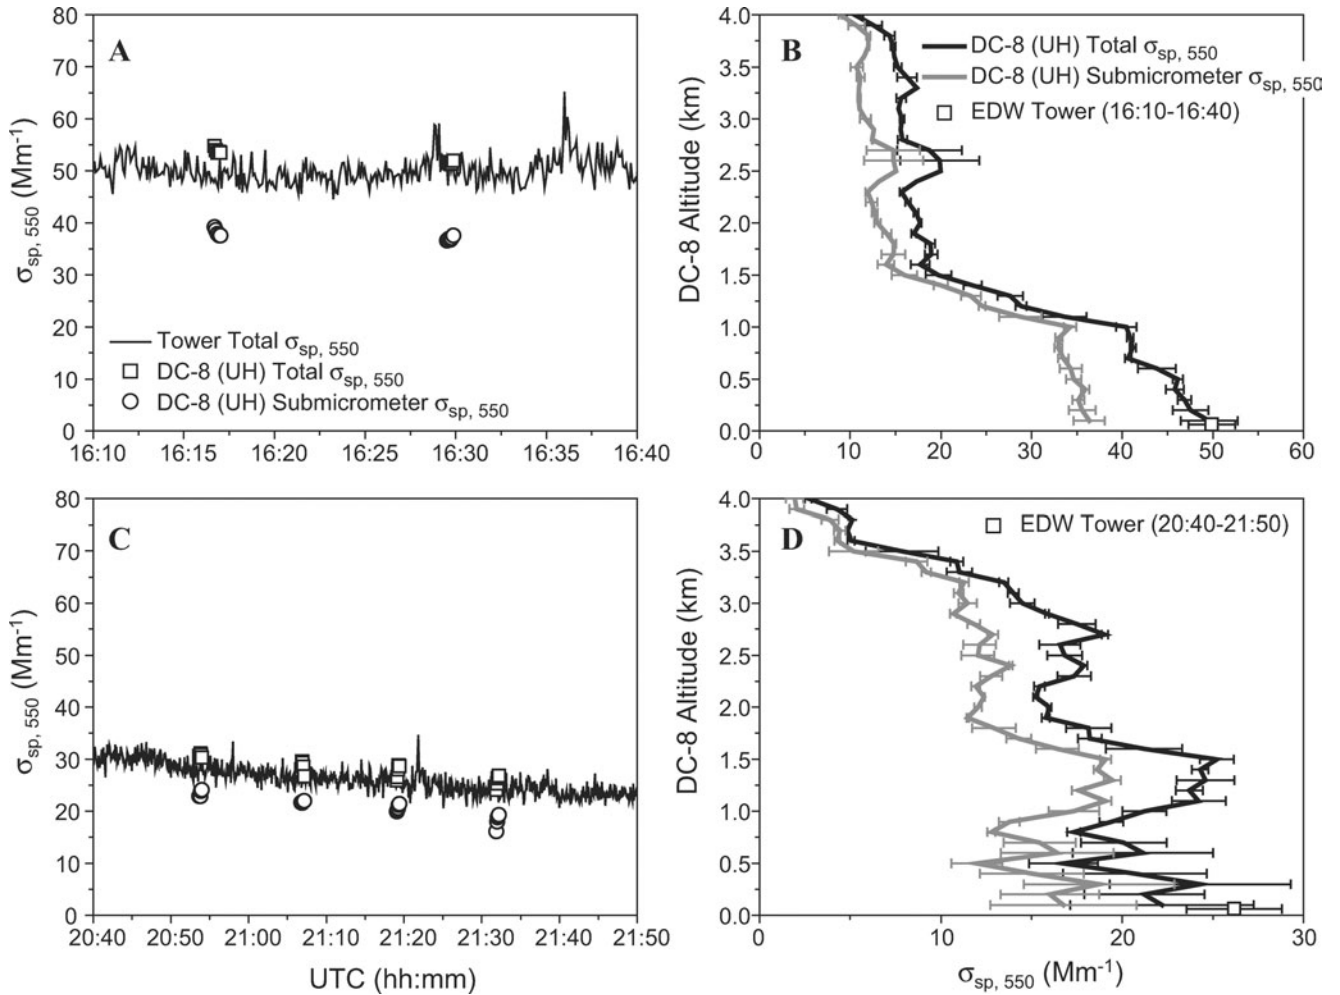 A
80
70
60
50
40
30
20
10
0
σsp, 550 (Mm-1)
Tower Total σsp, 550
DC-8 (UH) Total σsp, 550
DC-8 (UH) Submicrometer σsp, 550
16:10 16:15 16:20 16:25 16:30 16:35 16:40
B
4.0
3.5
3.0
2.5
2.0
1.5
1.0
0.5
0.0
DC-8 Altitude (km)
DC-8 (UH) Total σsp, 550
DC-8 (UH) Submicrometer σsp, 550
EDW Tower (16:10-16:40)
0 10 20 30 40 50 60
C
80
70
60
50
40
30
20
10
0
σsp, 550 (Mm-1)
20:40 20:50 21:00 21:10 21:20 21:30 21:40 21:50
UTC (hh:mm)
D
4.0
3.5
3.0
2.5
2.0
1.5
1.0
0.5
0.0
DC-8 Altitude (km)
EDW Tower (20:40-21:50)
0 10 20 30
σsp, 550 (Mm-1)